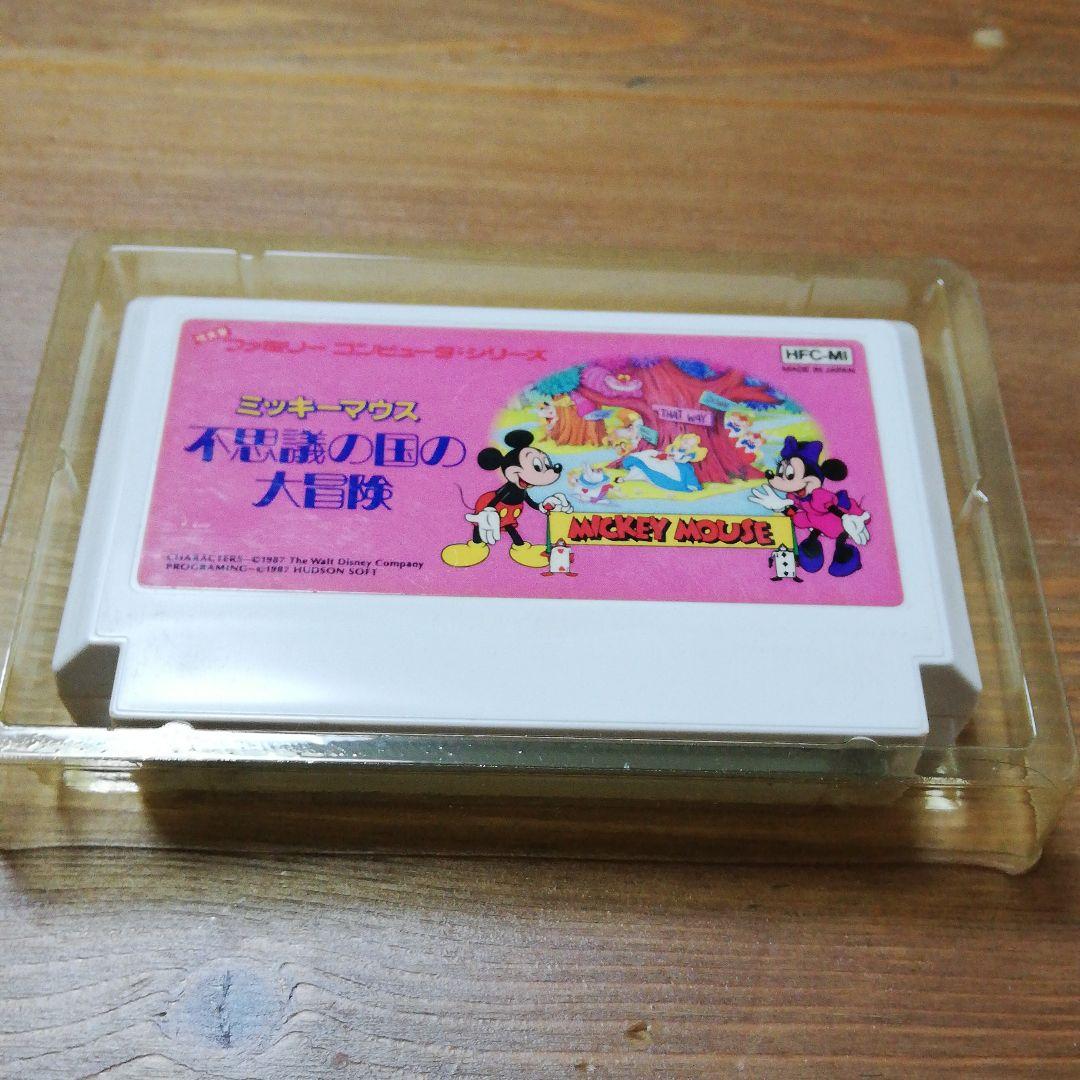 ファミリー コンピュータ・シリーズ
HFC-MI
MADE IN JAPAN
ミッキーマウス
不思議の国の
大冒険
THAT WAY
MICKEY MOUSE
CHARACTERS—©1987 The Walt Disney Company
PROGRAMING—©1987 HUDSON SOFT